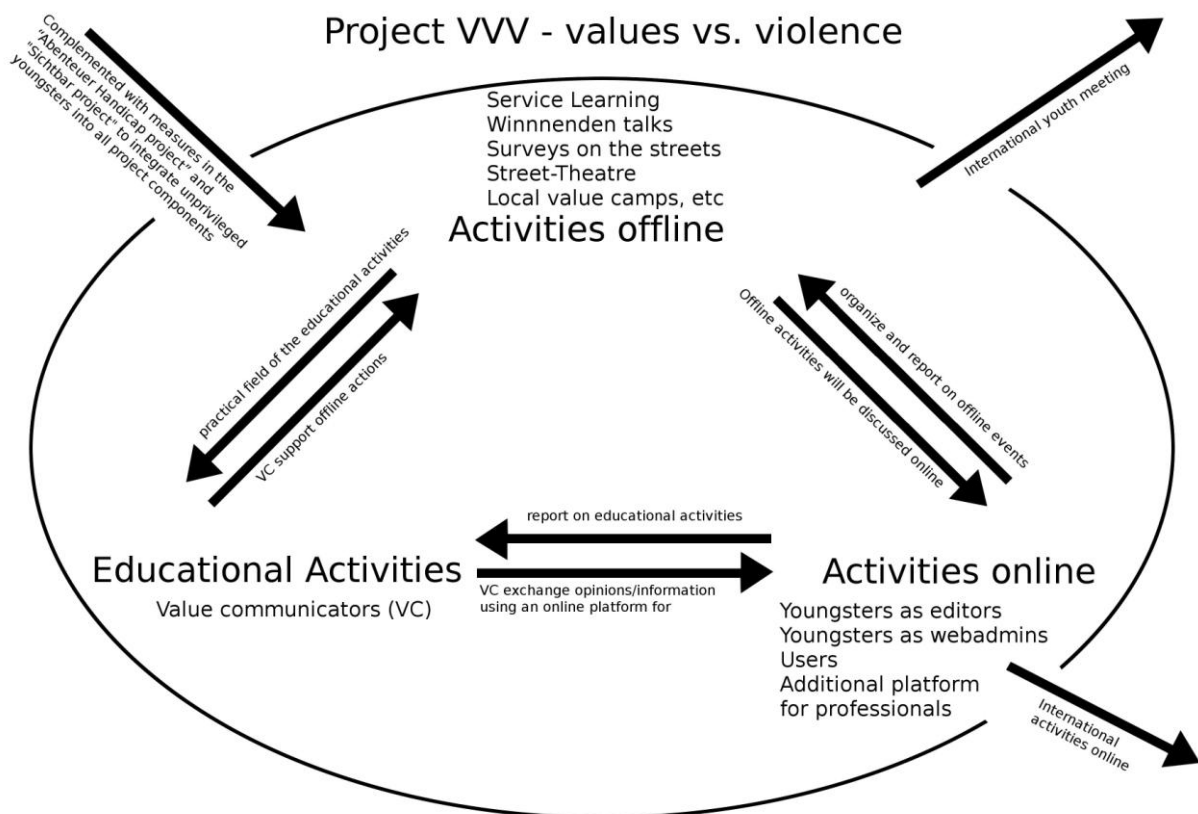 Project VVV - values vs. violence
Complemented with measures in the
"Abenteuer Handicap project" and
"Sichtbar project" to integrate unprivileged
youngsters into all project components
International youth meeting
Service Learning
Winnnenden talks
Surveys on the streets
Street-Theatre
Local value camps, etc
Activities offline
practical field of the educational activities
VC support offline actions
organize and report on offline events
Offline activities will be discussed online
report on educational activities
VC exchange opinions/information
using an online platform for
Educational Activities
Value communicators (VC)
Activities online
Youngsters as editors
Youngsters as webadmins
Users
Additional platform
for professionals
International
activities online